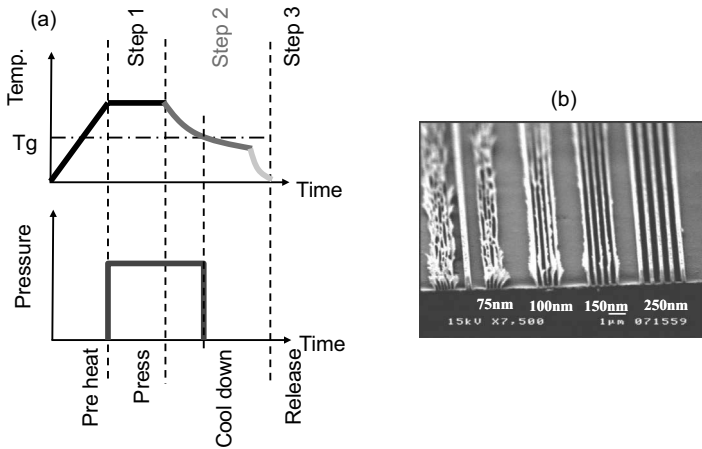 (a)
Step 1
Step 2
Step 3
Temp.
Tg
Time
Pressure
Time
Pre heat
Press
Cool down
Release
(b)
75nm 100nm 150nm 250nm
15kV X7,500 1μm 071559